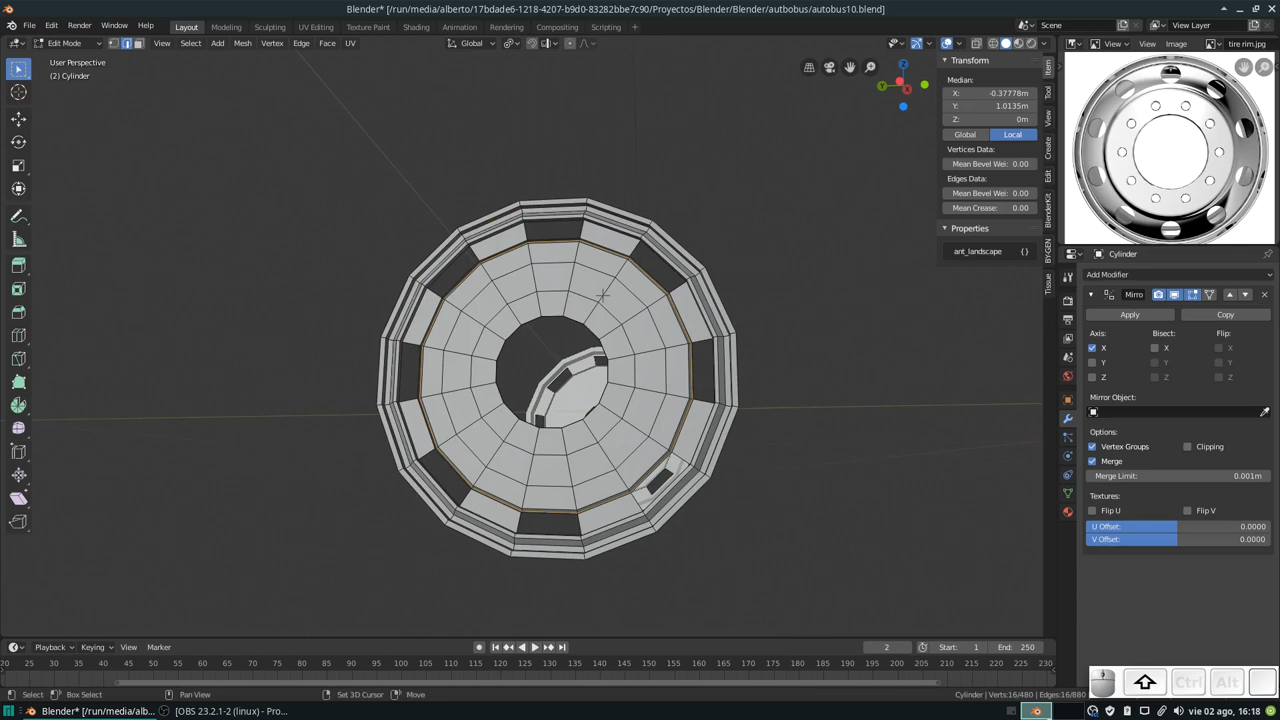 Blender* [/run/media/alberto/17bdade6-1218-4207-b9d0-83282bbe7c90/Proyectos/Blender/Blender/autbobus/autobus10.blend]
File Edit Render Window Help Layout Modeling Sculpting UV Editing Texture Paint Shading Animation Rendering Compositing Scripting Scene View Layer
Edit Mode View Select Add Mesh Vertex Edge Face UV Global View View Image tire rim.jpg
User Perspective
(2) Cylinder
Transform
Median:
X: -0.37778m
Y: 1.0135m
Z: 0m
Global Local
Vertices Data:
Mean Bevel Wei: 0.00
Edges Data:
Mean Bevel Wei: 0.00
Mean Crease: 0.00
Properties
ant_landscape
Item
Tool
View
Create
Edit
BlenderKit
BY-GEN
Tissue
Z
Y
X
Cylinder
Add Modifier
Mirro
Apply Copy
Axis: Bisect: Flip:
X X X
Y Y Y
Z Z Z
Mirror Object:
Options:
Vertex Groups Clipping
Merge
Merge Limit: 0.001m
Textures:
Flip U Flip V
U Offset: 0.0000
V Offset: 0.0000
Playback Keying View Marker 2 Start: 1 End: 250
20 25 30 35 40 45 50 55 60 65 70 75 80 85 90 95 100 105 110 115 120 125 130 135 140 145 150 155 160 165 170 175 180 185 190 195 200 205 210 215 220 225 230
Ctrl Alt
Select Box Select Pan View Set 3D Cursor Move Cylinder | Verts:16/480 | Edges:16/880
Blender* [/run/media/alb... [OBS 23.2.1-2 (linux) - Pro... vie 02 ago, 16:18